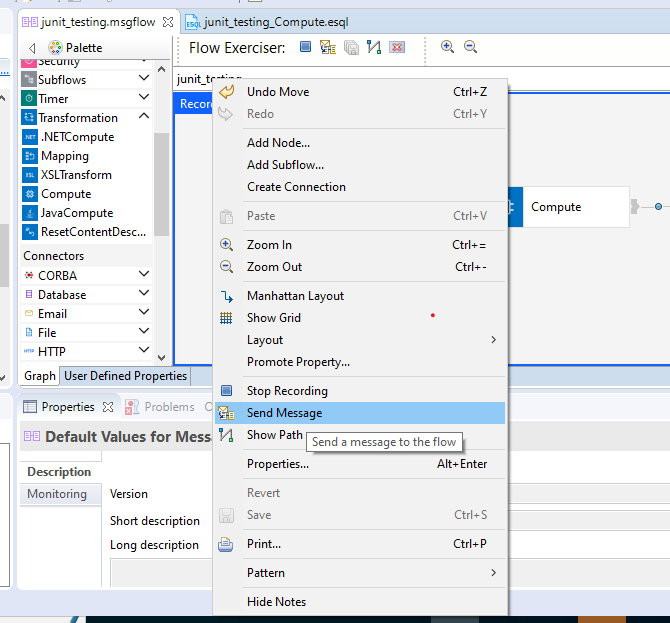 junit_testing.msgflow
junit_testing_Compute.esql
Palette
Flow Exerciser:
Security
Subflows
Timer
Transformation
.NETCompute
Mapping
XSLTransform
Compute
JavaCompute
ResetContentDesc...
Connectors
CORBA
Database
Email
File
HTTP
Graph
User Defined Properties
junit_testing
Recor
Undo Move Ctrl+Z
Redo Ctrl+Y
Add Node...
Add Subflow...
Create Connection
Paste Ctrl+V
Zoom In Ctrl+=
Zoom Out Ctrl+-
Manhattan Layout
Show Grid
Layout
Promote Property...
Stop Recording
Send Message
Show Path
Send a message to the flow
Properties... Alt+Enter
Revert
Save Ctrl+S
Print... Ctrl+P
Pattern
Hide Notes
Compute
Properties
Problems
Default Values for Mess
Description
Monitoring
Version
Short description
Long description